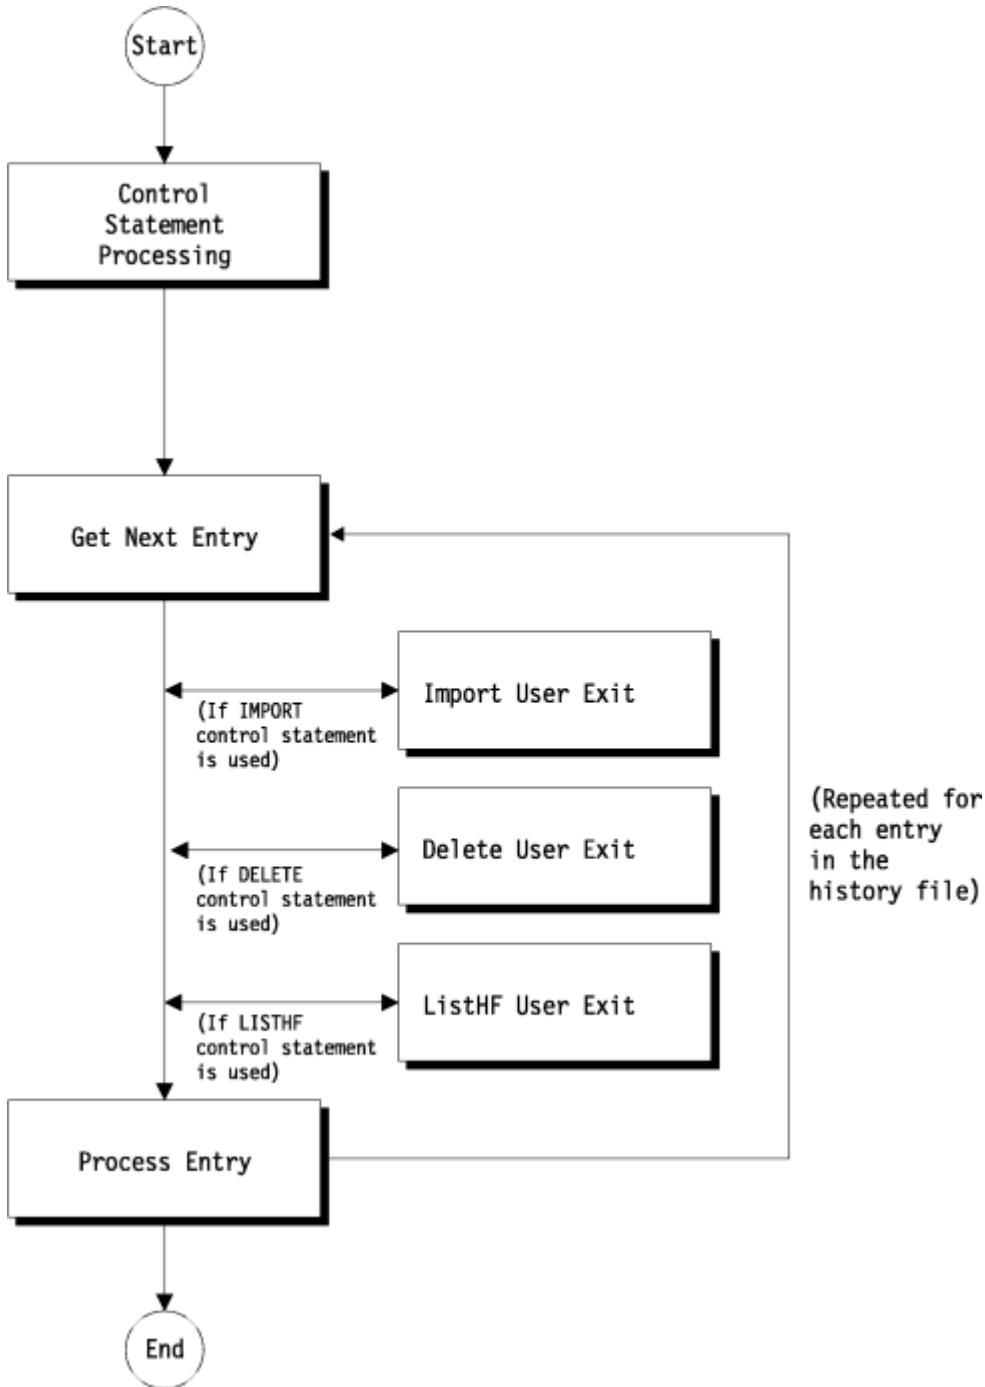 Start
Control
Statement
Processing
Get Next Entry
Import User Exit
(If IMPORT
control statement
is used)
Delete User Exit
(If DELETE
control statement
is used)
(Repeated for
each entry
in the
history file)
ListHF User Exit
(If LISTHF
control statement
is used)
Process Entry
End